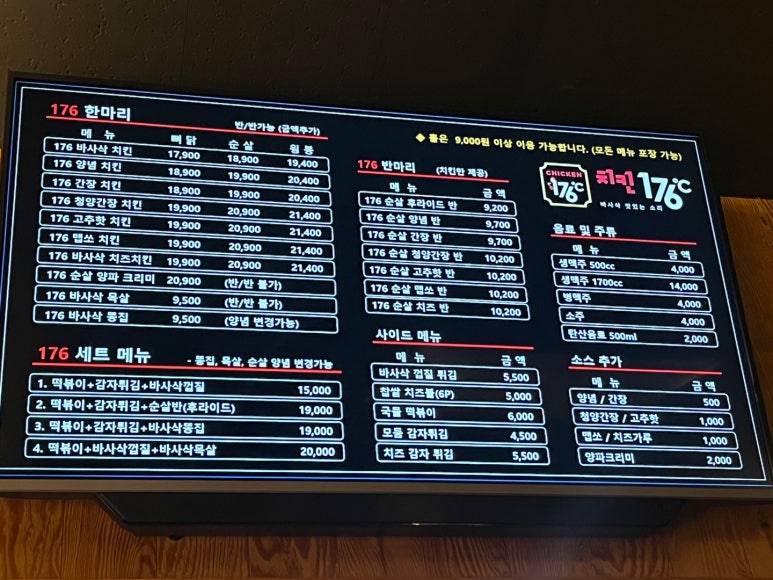 176 한마리
반/반가능 (금액추가)
메 뉴 뼈 닭 순 살 윙 봉
176 바사삭 치킨 17,900 18,900 19,400
176 양념 치킨 18,900 19,900 20,400
176 간장 치킨 18,900 19,900 20,400
176 청양간장 치킨 19,900 20,900 21,400
176 고추핫 치킨 19,900 20,900 21,400
176 맵쏘 치킨 19,900 20,900 21,400
176 바사삭 치즈치킨 19,900 20,900 21,400
176 순살 양파 크리미 20,900 (반/반 불가)
176 바사삭 목살 9,500 (반/반 불가)
176 바사삭 똥집 9,500 (양념 변경가능)
176 세트 메뉴 - 똥집, 목살, 순살 양념 변경가능
1. 떡볶이+감자튀김+바사삭껍질 15,000
2. 떡볶이+감자튀김+순살반(후라이드) 19,000
3. 떡볶이+감자튀김+바사삭똥집 19,000
4. 떡볶이+바사삭껍질+바사삭목살 20,000
◆ 홀은 9,000원 이상 이용 가능합니다. (모든 메뉴 포장 가능)
176 반마리 (치킨만 제공)
메 뉴 금 액
176 순살 후라이드 반 9,200
176 순살 양념 반 9,700
176 순살 간장 반 9,700
176 순살 청양간장 반 10,200
176 순살 고추핫 반 10,200
176 순살 맵쏘 반 10,200
176 순살 치즈 반 10,200
사이드 메뉴
메 뉴 금 액
바사삭 껍질 튀김 5,500
찹쌀 치즈볼(6P) 5,000
국물 떡볶이 6,000
모둠 감자튀김 4,500
치즈 감자 튀김 5,500
CHICKEN
176℃
치킨 176℃
바사삭 맛있는 소리
음료 및 주류
메 뉴 금 액
생맥주 500cc 4,000
생맥주 1700cc 14,000
병맥주 4,000
소주 4,000
탄산음료 500ml 2,000
소스 추가
메 뉴 금 액
양념 / 간장 500
청양간장 / 고추핫 1,000
맵쏘 / 치즈가루 1,000
양파크리미 2,000